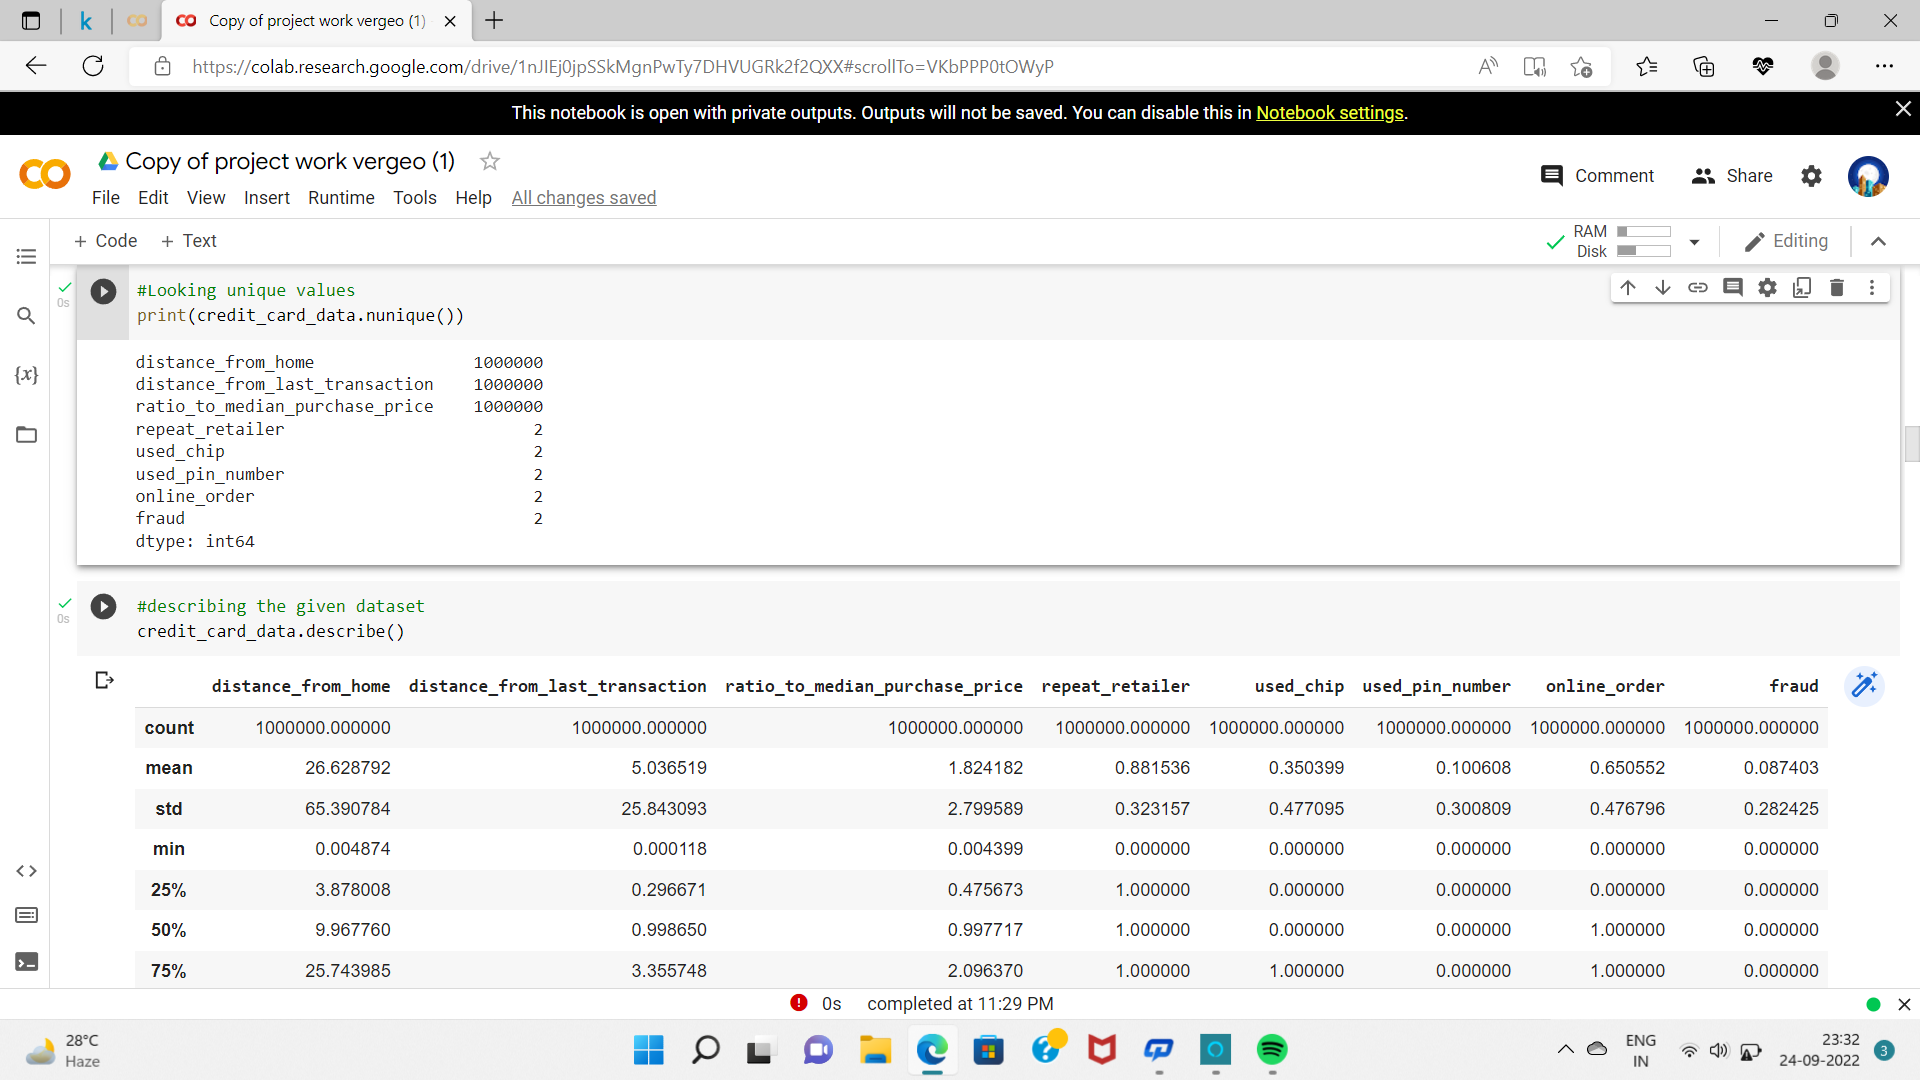 Copy of project work vergeo (1)
https://colab.research.google.com/drive/1nJIEj0jpSSkMgnPwTy7DHVUGRk2f2QXX#scrollTo=VKbPPP0tOWyP
This notebook is open with private outputs. Outputs will not be saved. You can disable this in Notebook settings.
Copy of project work vergeo (1)
Comment Share
File Edit View Insert Runtime Tools Help All changes saved
+ Code + Text
RAM
Disk
Editing
0s
#Looking unique values
print(credit_card_data.nunique())
distance_from_home 1000000
distance_from_last_transaction 1000000
ratio_to_median_purchase_price 1000000
repeat_retailer 2
used_chip 2
used_pin_number 2
online_order 2
fraud 2
dtype: int64
0s
#describing the given dataset
credit_card_data.describe()
distance_from_home distance_from_last_transaction ratio_to_median_purchase_price repeat_retailer used_chip used_pin_number online_order fraud
count 1000000.000000 1000000.000000 1000000.000000 1000000.000000 1000000.000000 1000000.000000 1000000.000000 1000000.000000
mean 26.628792 5.036519 1.824182 0.881536 0.350399 0.100608 0.650552 0.087403
std 65.390784 25.843093 2.799589 0.323157 0.477095 0.300809 0.476796 0.282425
min 0.004874 0.000118 0.004399 0.000000 0.000000 0.000000 0.000000 0.000000
25% 3.878008 0.296671 0.475673 1.000000 0.000000 0.000000 0.000000 0.000000
50% 9.967760 0.998650 0.997717 1.000000 0.000000 0.000000 1.000000 0.000000
75% 25.743985 3.355748 2.096370 1.000000 1.000000 0.000000 1.000000 0.000000
0s completed at 11:29 PM
28°C
Haze
ENG
IN
23:32
24-09-2022
3